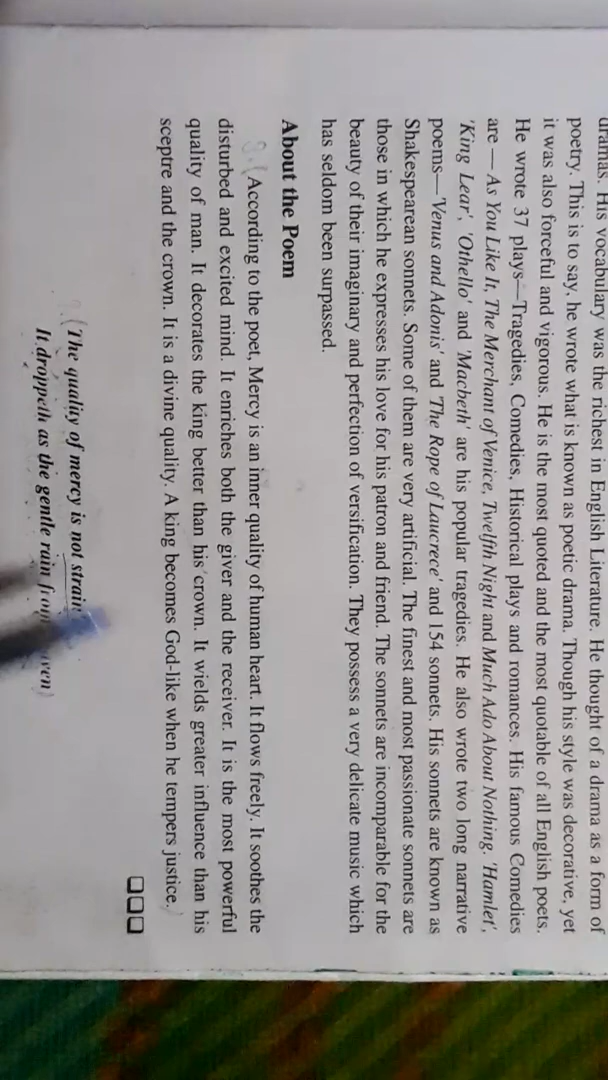 dramas. His vocabulary was the richest in English Literature. He thought of a drama as a form of
poetry. This is to say, he wrote what is known as poetic drama. Though his style was decorative, yet
it was also forceful and vigorous. He is the most quoted and the most quotable of all English poets.
He wrote 37 plays—Tragedies, Comedies, Historical plays and romances. His famous Comedies
are — As You Like It, The Merchant of Venice, Twelfth Night and Much Ado About Nothing. 'Hamlet',
'King Lear', 'Othello' and 'Macbeth' are his popular tragedies. He also wrote two long narrative
poems—'Venus and Adonis' and 'The Rope of Laucrece' and 154 sonnets. His sonnets are known as
Shakespearean sonnets. Some of them are very artificial. The finest and most passionate sonnets are
those in which he expresses his love for his patron and friend. The sonnets are incomparable for the
beauty of their imaginary and perfection of versification. They possess a very delicate music which
has seldom been surpassed.
About the Poem
According to the poet, Mercy is an inner quality of human heart. It flows freely. It soothes the
disturbed and excited mind. It enriches both the giver and the receiver. It is the most powerful
quality of man. It decorates the king better than his crown. It wields greater influence than his
sceptre and the crown. It is a divine quality. A king becomes God-like when he tempers justice.
The quality of mercy is not
It droppeth as the gentle rain